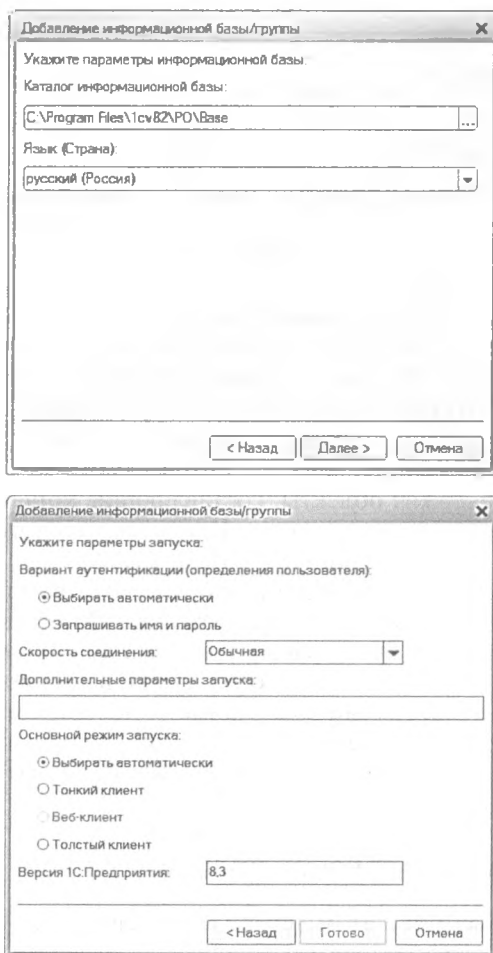 Добавление информационной базы/группы
Укажите параметры информационной базы:
Каталог информационной базы:
C:\Program Files\1cv82\PO\Base
...
Язык (Страна):
русский (Россия)
< Назад Далее > Отмена
Добавление информационной базы/группы
Укажите параметры запуска:
Вариант аутентификации (определения пользователя):
Выбирать автоматически
Запрашивать имя и пароль
Скорость соединения: Обычная
Дополнительные параметры запуска:
Основной режим запуска:
Выбирать автоматически
Тонкий клиент
Веб-клиент
Толстый клиент
Версия 1С:Предприятия: 8,3
< Назад Готово Отмена